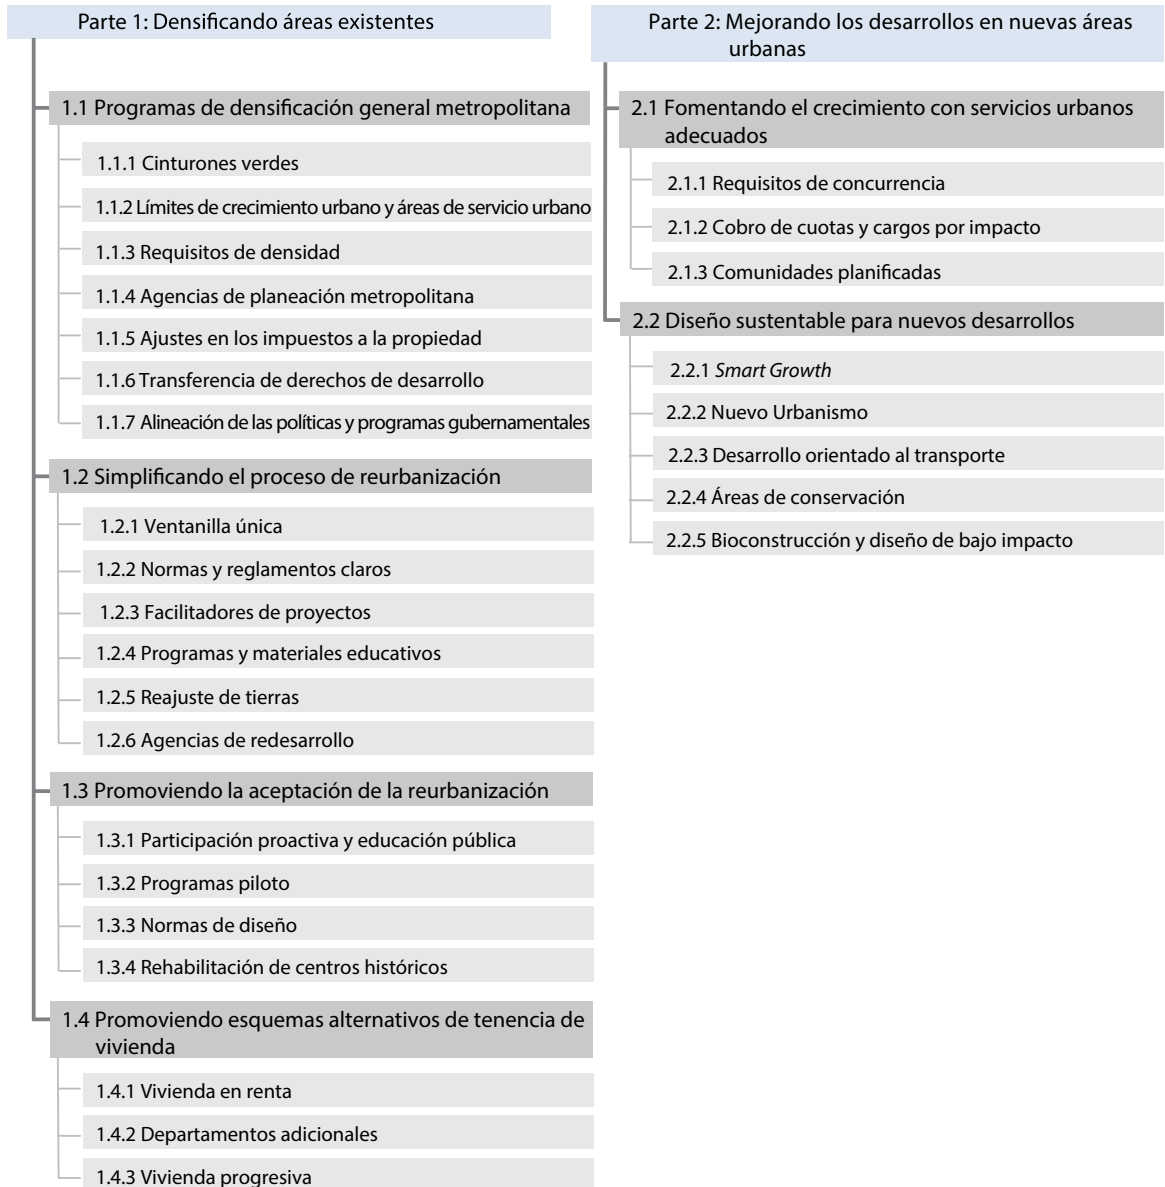 Parte 1: Densificando áreas existentes
1.1 Programas de densificación general metropolitana
1.1.1 Cinturones verdes
1.1.2 Límites de crecimiento urbano y áreas de servicio urbano
1.1.3 Requisitos de densidad
1.1.4 Agencias de planeación metropolitana
1.1.5 Ajustes en los impuestos a la propiedad
1.1.6 Transferencia de derechos de desarrollo
1.1.7 Alineación de las políticas y programas gubernamentales
1.2 Simplificando el proceso de reurbanización
1.2.1 Ventanilla única
1.2.2 Normas y reglamentos claros
1.2.3 Facilitadores de proyectos
1.2.4 Programas y materiales educativos
1.2.5 Reajuste de tierras
1.2.6 Agencias de redesarrollo
1.3 Promoviendo la aceptación de la reurbanización
1.3.1 Participación proactiva y educación pública
1.3.2 Programas piloto
1.3.3 Normas de diseño
1.3.4 Rehabilitación de centros históricos
1.4 Promoviendo esquemas alternativos de tenencia de
vivienda
1.4.1 Vivienda en renta
1.4.2 Departamentos adicionales
1.4.3 Vivienda progresiva
Parte 2: Mejorando los desarrollos en nuevas áreas
urbanas
2.1 Fomentando el crecimiento con servicios urbanos
adecuados
2.1.1 Requisitos de concurrencia
2.1.2 Cobro de cuotas y cargos por impacto
2.1.3 Comunidades planificadas
2.2 Diseño sustentable para nuevos desarrollos
2.2.1 Smart Growth
2.2.2 Nuevo Urbanismo
2.2.3 Desarrollo orientado al transporte
2.2.4 Áreas de conservación
2.2.5 Bioconstrucción y diseño de bajo impacto